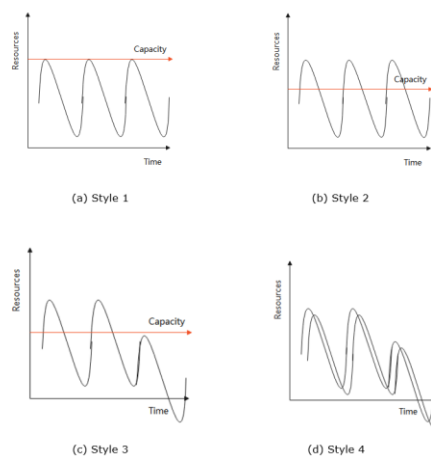 Resources
Capacity
Time
(a) Style 1
Resources
Capacity
Time
(b) Style 2
Resources
Capacity
Time
(c) Style 3
Resources
Time
(d) Style 4